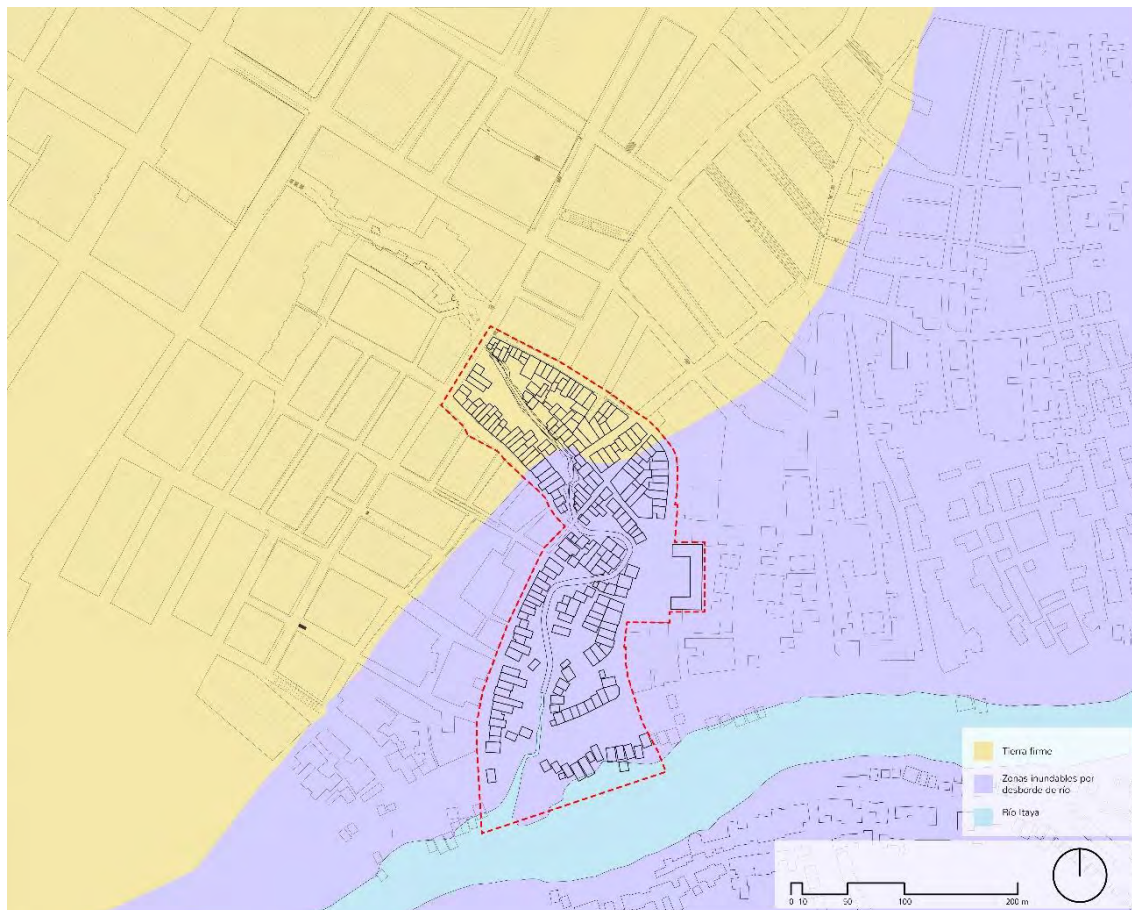 Tierra firme
Zonas inundables por
desborde de río
Río Itaya
0 10 50 100 200 m